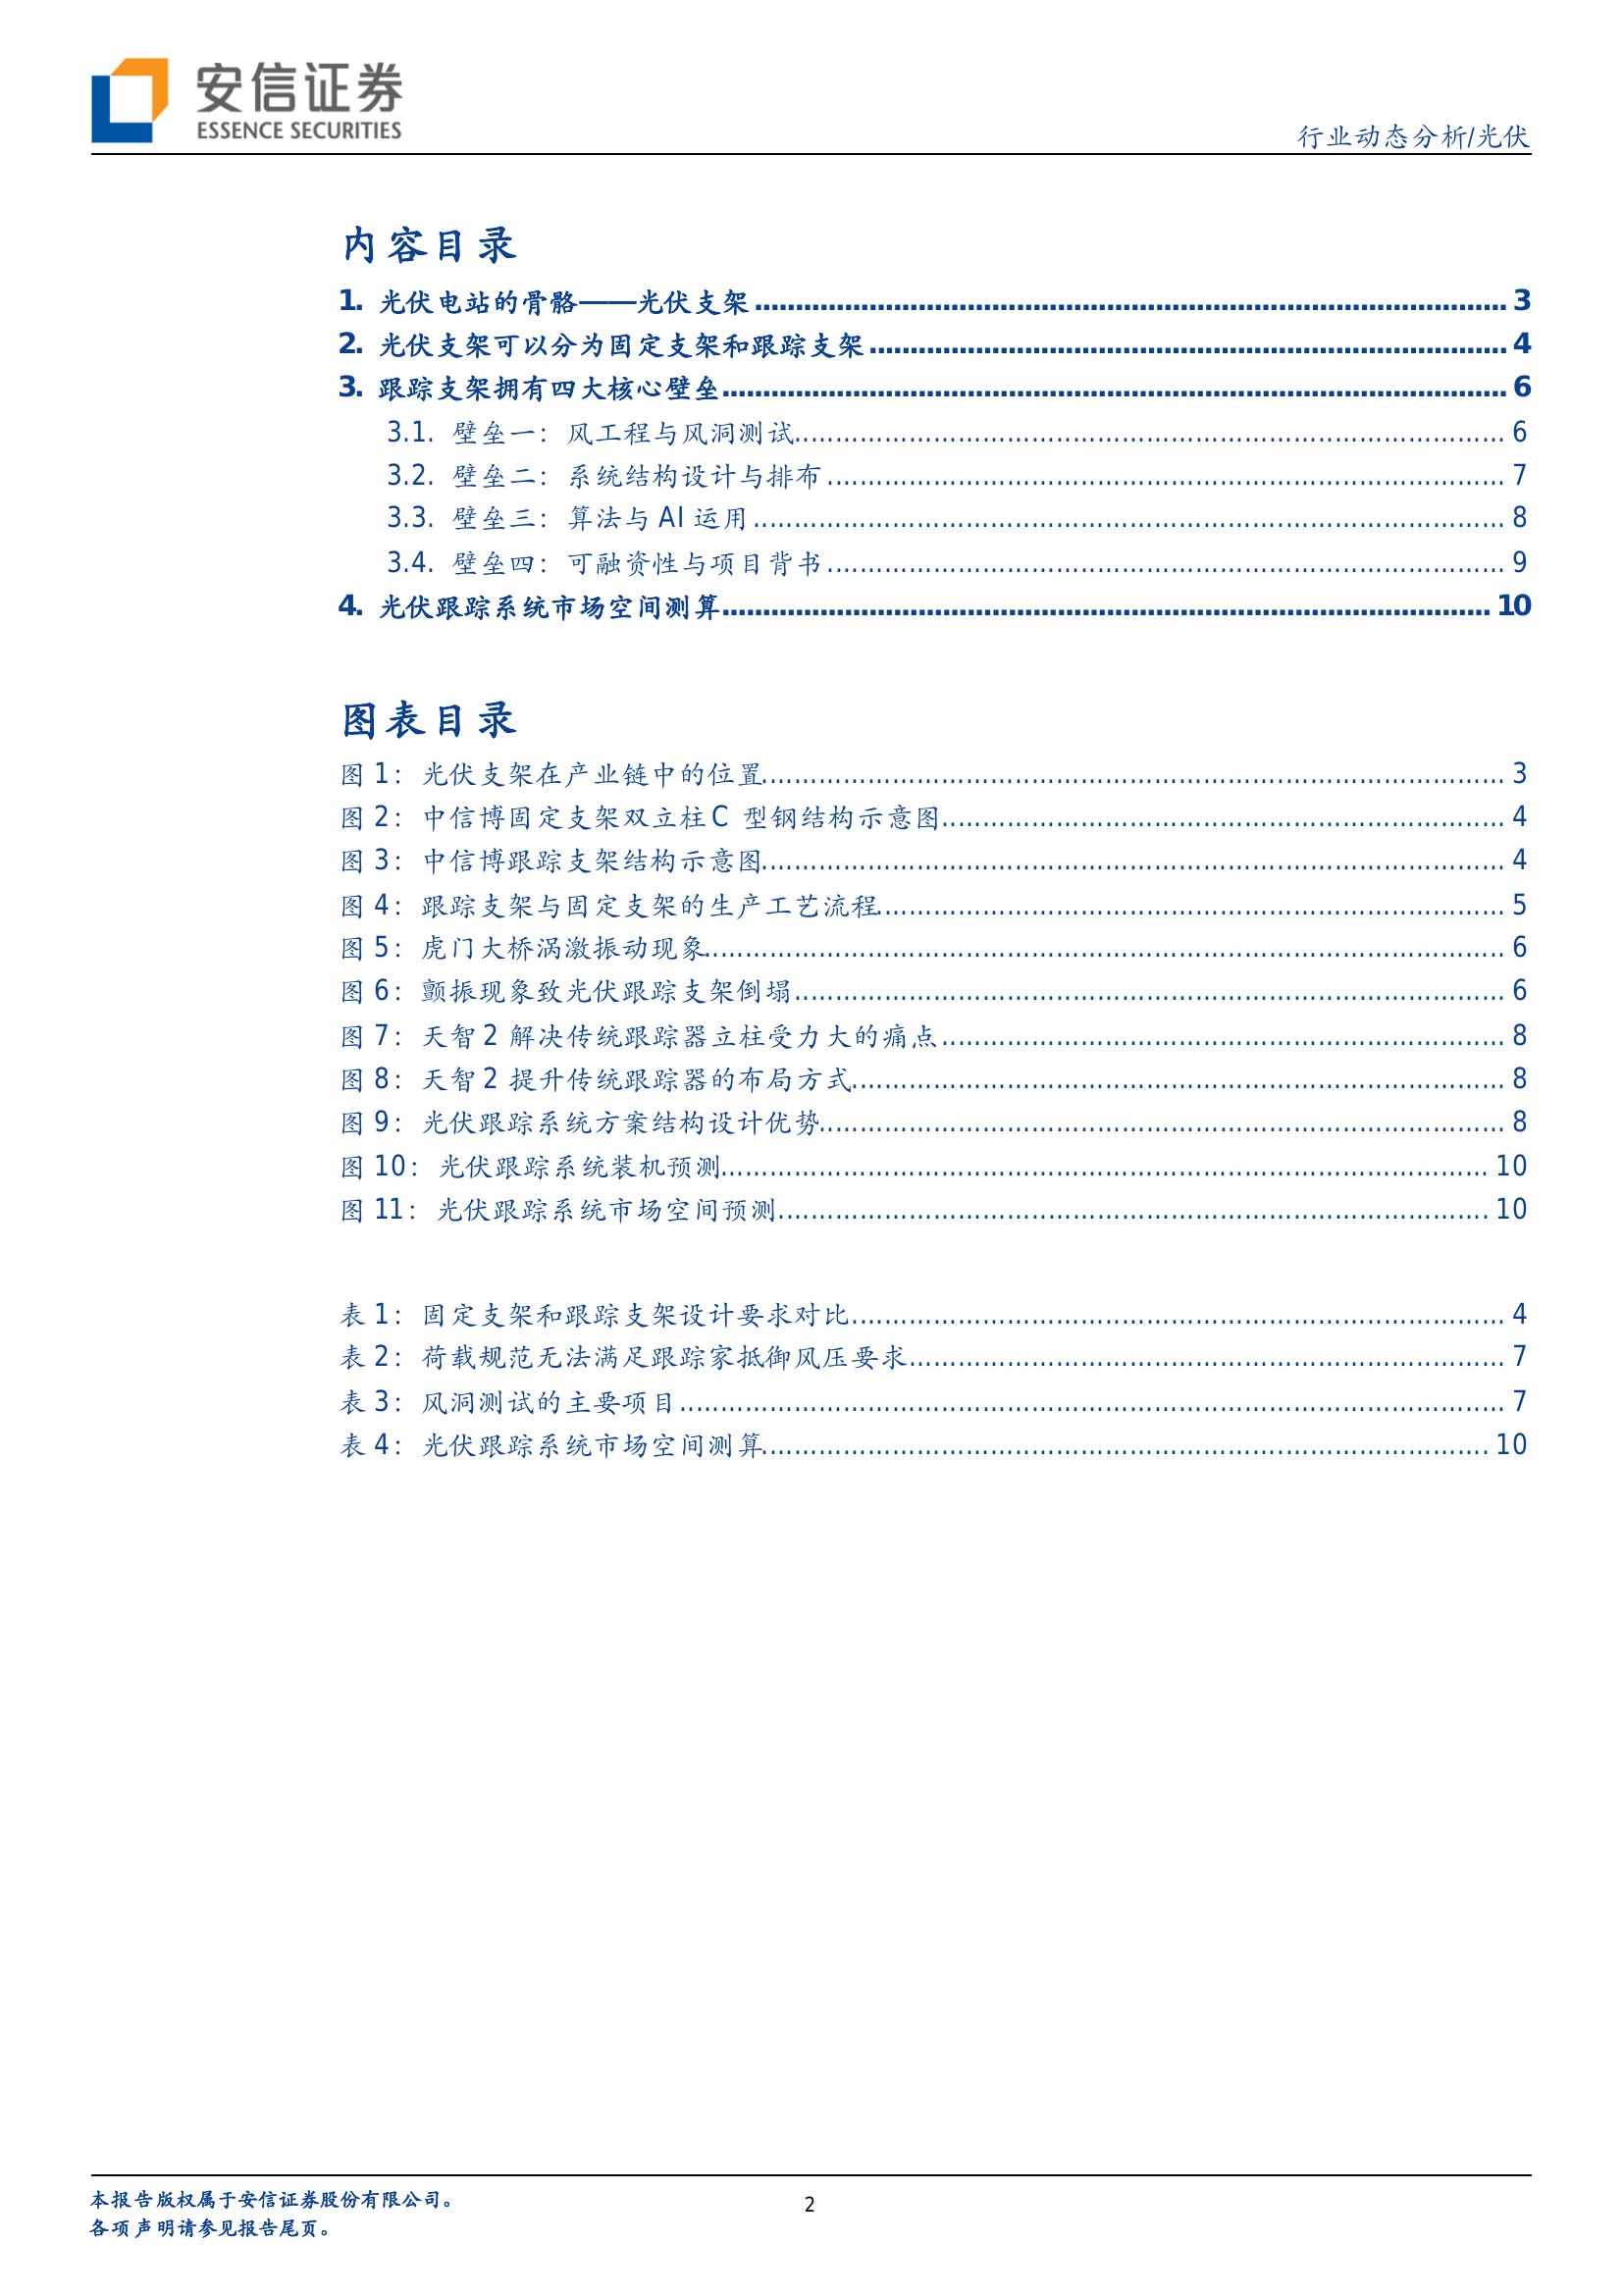 安信证券
ESSENCE SECURITIES
行业动态分析/光伏
内容目录
1. 光伏电站的骨骼——光伏支架 3
2. 光伏支架可以分为固定支架和跟踪支架 4
3. 跟踪支架拥有四大核心壁垒 6
3.1. 壁垒一：风工程与风洞测试 6
3.2. 壁垒二：系统结构设计与排布 7
3.3. 壁垒三：算法与 AI 运用 8
3.4. 壁垒四：可融资性与项目背书 9
4. 光伏跟踪系统市场空间测算 10
图表目录
图 1：光伏支架在产业链中的位置 3
图 2：中信博固定支架双立柱 C 型钢结构示意图 4
图 3：中信博跟踪支架结构示意图 4
图 4：跟踪支架与固定支架的生产工艺流程 5
图 5：虎门大桥涡激振动现象 6
图 6：颤振现象致光伏跟踪支架倒塌 6
图 7：天智 2 解决传统跟踪器立柱受力大的痛点 8
图 8：天智 2 提升传统跟踪器的布局方式 8
图 9：光伏跟踪系统方案结构设计优势 8
图 10：光伏跟踪系统装机预测 10
图 11：光伏跟踪系统市场空间预测 10
表 1：固定支架和跟踪支架设计要求对比 4
表 2：荷载规范无法满足跟踪家抵御风压要求 7
表 3：风洞测试的主要项目 7
表 4：光伏跟踪系统市场空间测算 10
本报告版权属于安信证券股份有限公司。
2
各项声明请参见报告尾页。